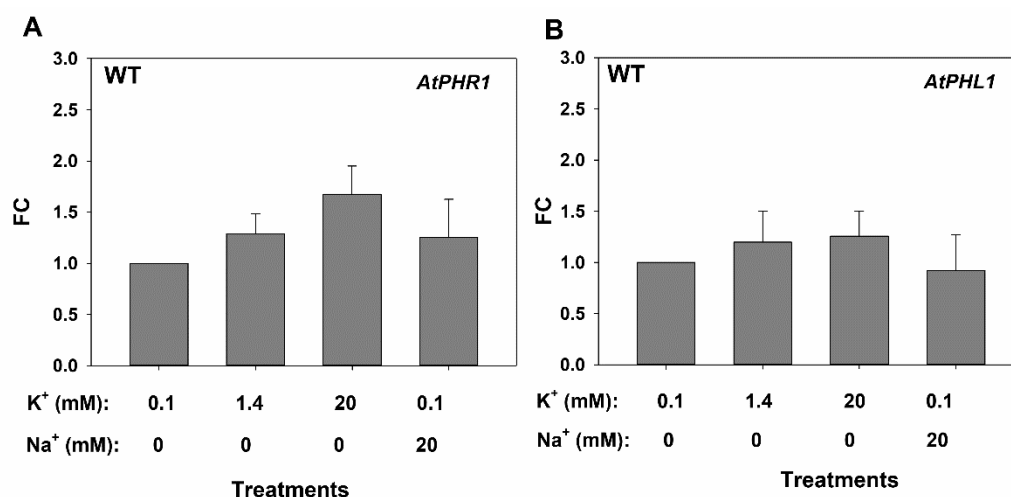 A
WT
AtPHR1
3.0
2.5
2.0
1.5
1.0
0.5
0.0
FC
K⁺ (mM): 0.1 1.4 20 0.1
Na⁺ (mM): 0 0 0 20
Treatments
B
WT
AtPHL1
3.0
2.5
2.0
1.5
1.0
0.5
0.0
FC
K⁺ (mM): 0.1 1.4 20 0.1
Na⁺ (mM): 0 0 0 20
Treatments